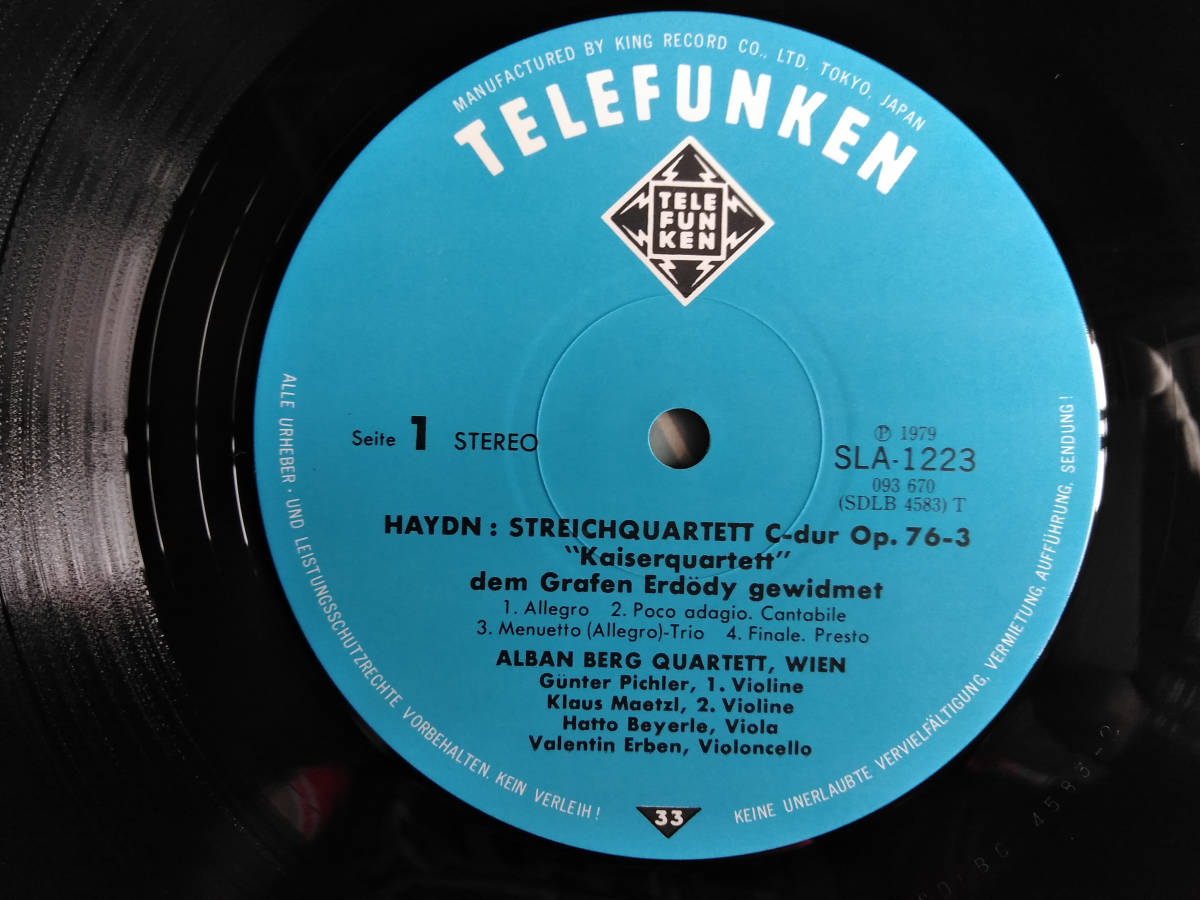 MANUFACTURED BY KING RECORD CO., LTD. TOKYO, JAPAN
TELEFUNKEN
TELE
FUN
KEN
Seite 1 STEREO
℗ 1979
SLA-1223
093 670
(SDLB 4583) T
HAYDN : STREICHQUARTETT C-dur Op. 76-3
"Kaiserquartett"
dem Grafen Erdödy gewidmet
1. Allegro 2. Poco adagio. Cantabile
3. Menuetto (Allegro)-Trio 4. Finale. Presto
ALBAN BERG QUARTETT, WIEN
Günter Pichler, 1. Violine
Klaus Maetzl, 2. Violine
Hatto Beyerle, Viola
Valentin Erben, Violoncello
ALLE URHEBER- UND LEISTUNGSSCHUTZRECHTE VORBEHALTEN. KEIN VERLEIH!
33
KEINE UNERLAUBTE VERVIELFÄLTIGUNG, VERMIETUNG, AUFFÜHRUNG, SENDUNG!